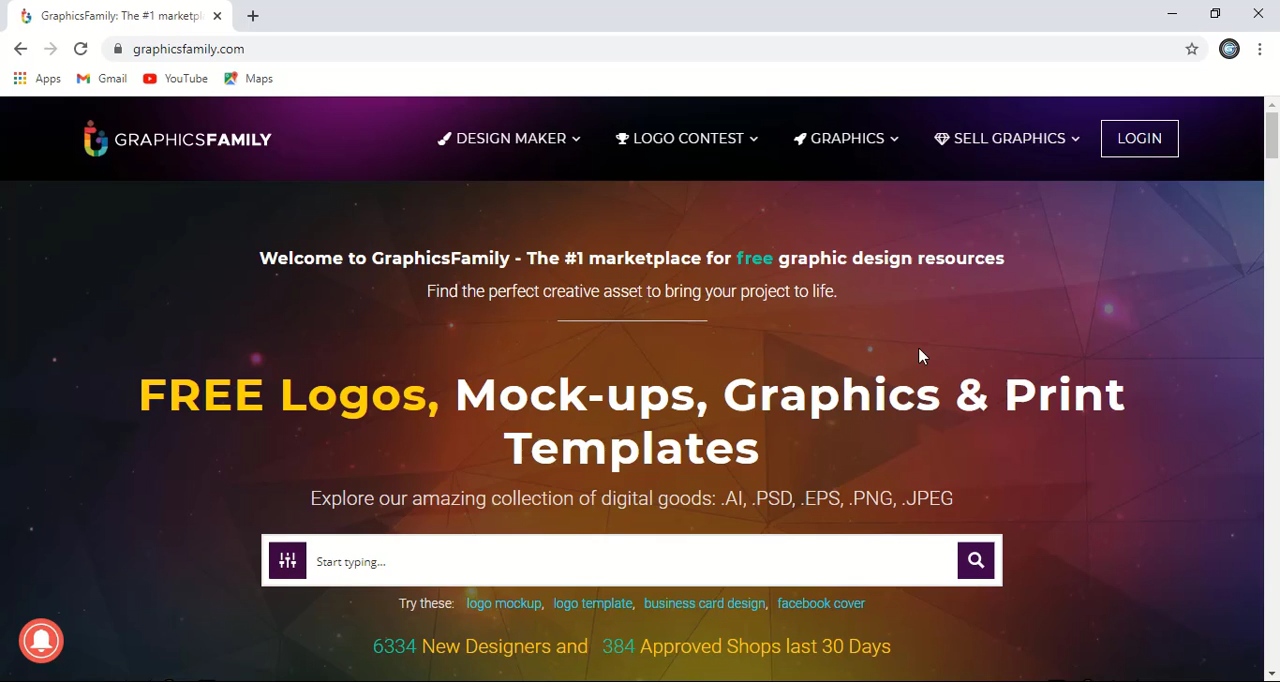 GraphicsFamily: The #1 marketpl
graphicsfamily.com
Apps Gmail YouTube Maps
GRAPHICSFAMILY DESIGN MAKER LOGO CONTEST GRAPHICS SELL GRAPHICS LOGIN
Welcome to GraphicsFamily - The #1 marketplace for free graphic design resources
Find the perfect creative asset to bring your project to life.
FREE Logos, Mock-ups, Graphics & Print
Templates
Explore our amazing collection of digital goods: .AI, .PSD, .EPS, .PNG, .JPEG
Start typing...
Try these: logo mockup, logo template, business card design, facebook cover
6334 New Designers and 384 Approved Shops last 30 Days